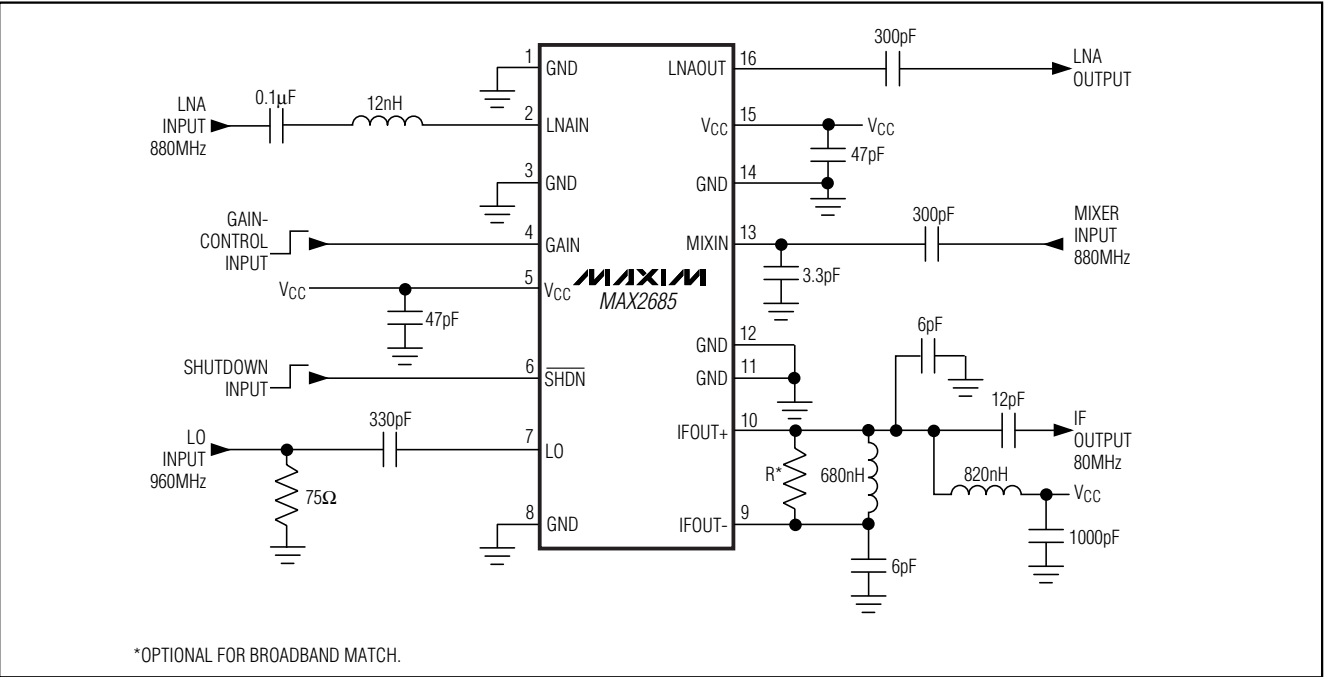 300pF
LNA
OUTPUT
1
GND
LNAOUT
16
0.1μF
12nH
LNA
INPUT
880MHz
2
LNAIN
VCC
15
VCC
47pF
3
GND
GND
14
GAIN-
CONTROL
INPUT
4
GAIN
MIXIN
13
300pF
MIXER
INPUT
880MHz
3.3pF
VCC
5
VCC
MAXIM
MAX2685
47pF
GND
12
6pF
SHUTDOWN
INPUT
6
SHDN
GND
11
330pF
12pF
LO
INPUT
960MHz
7
LO
IFOUT+
10
IF
OUTPUT
80MHz
75Ω
R*
680nH
820nH
VCC
8
GND
IFOUT-
9
1000pF
6pF
*OPTIONAL FOR BROADBAND MATCH.